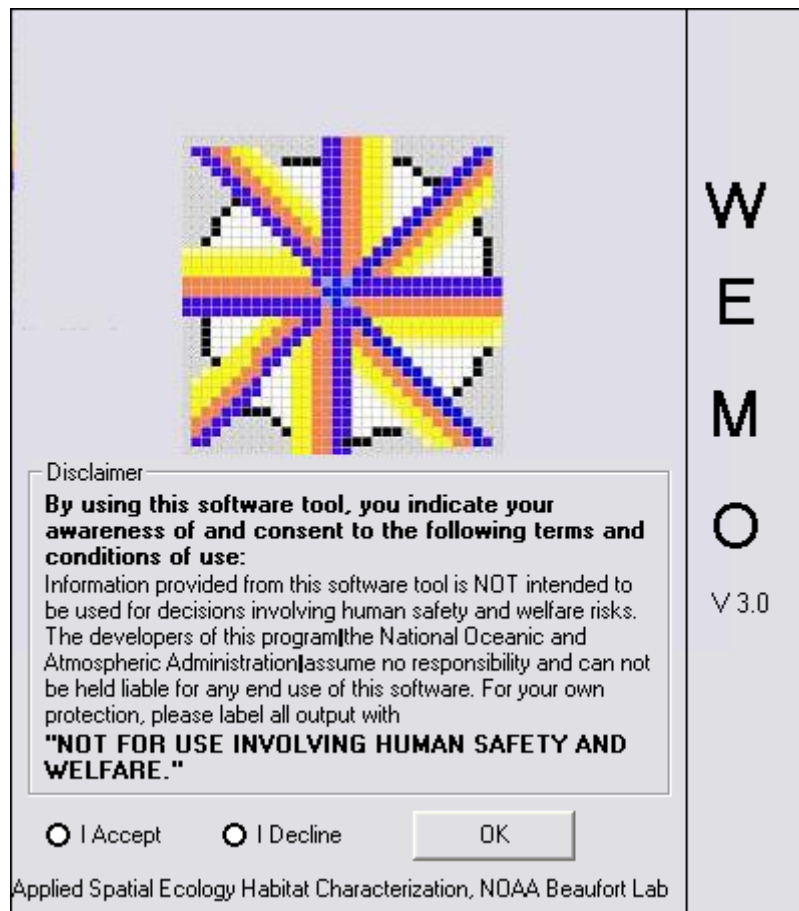 W
E
M
O
V 3.0
Disclaimer
By using this software tool, you indicate your
awareness of and consent to the following terms and
conditions of use:
Information provided from this software tool is NOT intended to
be used for decisions involving human safety and welfare risks.
The developers of this program|the National Oceanic and
Atmospheric Administration|assume no responsibility and can not
be held liable for any end use of this software. For your own
protection, please label all output with
"NOT FOR USE INVOLVING HUMAN SAFETY AND
WELFARE."
I Accept I Decline OK
Applied Spatial Ecology Habitat Characterization, NOAA Beaufort Lab